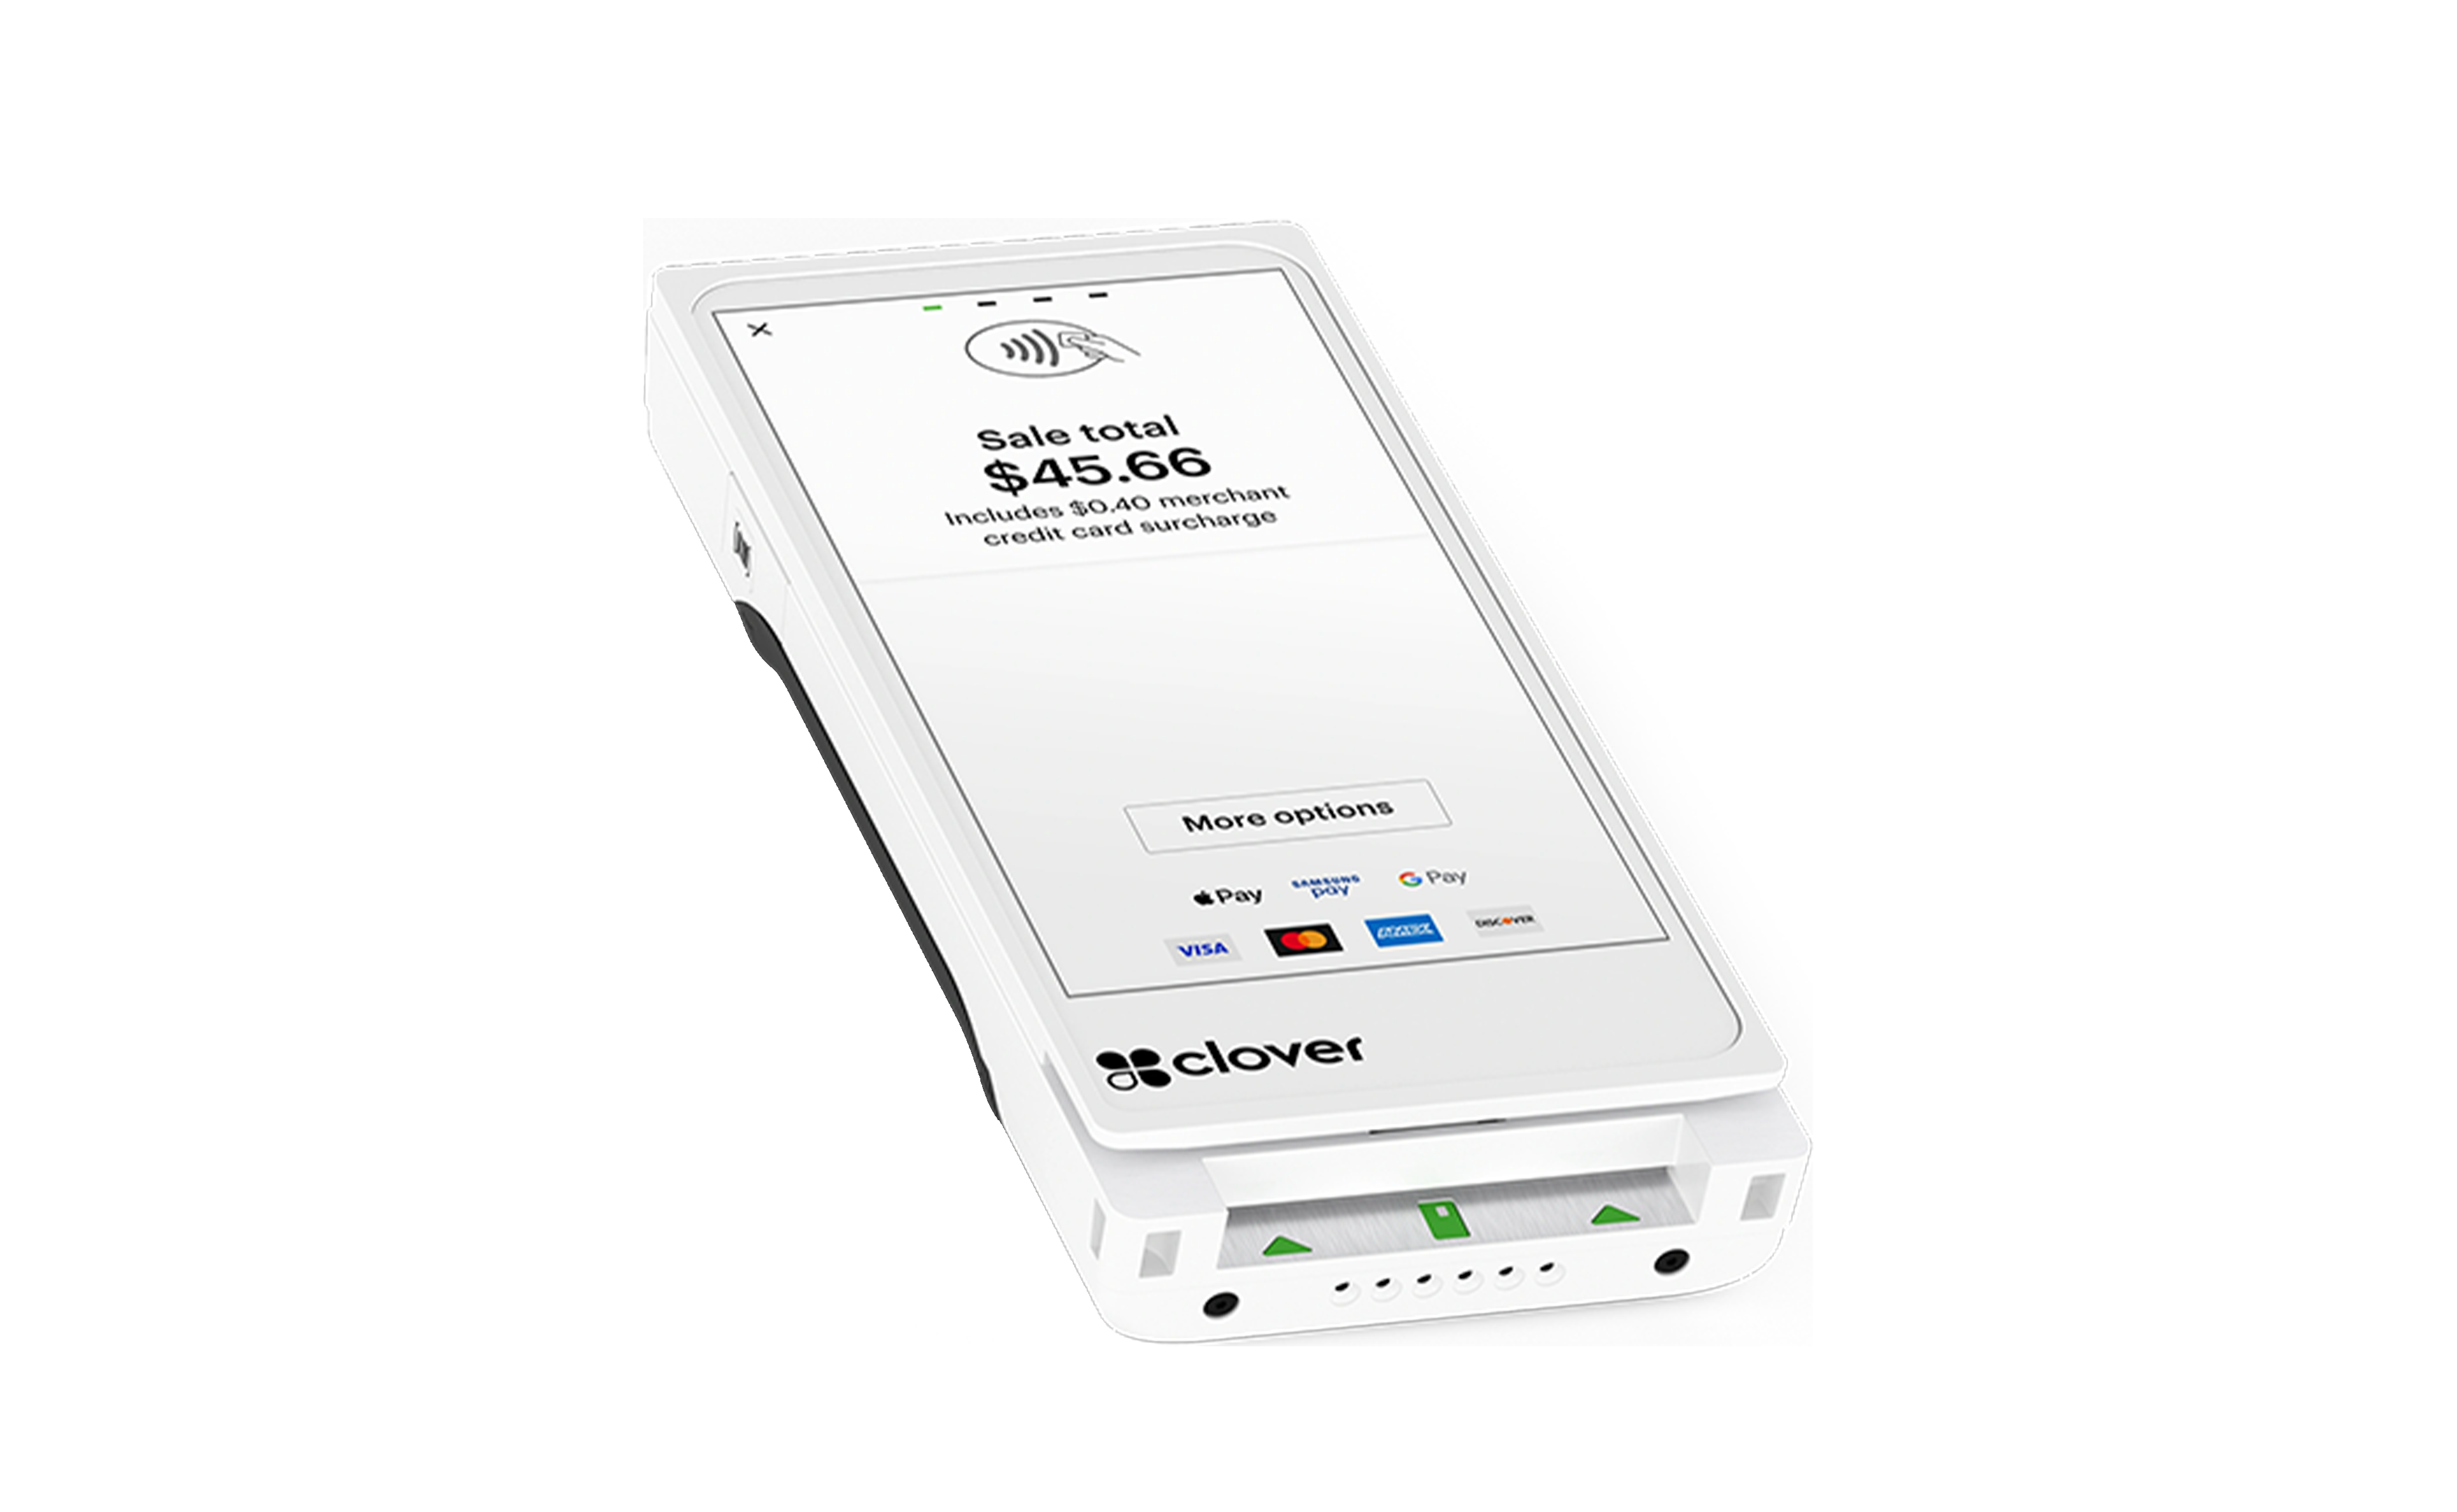 Sale total
$45.66
Includes $0.40 merchant
credit card surcharge
More options
Pay
SAMSUNG
pay
G Pay
VISA
AMEX
DISCOVER
clover